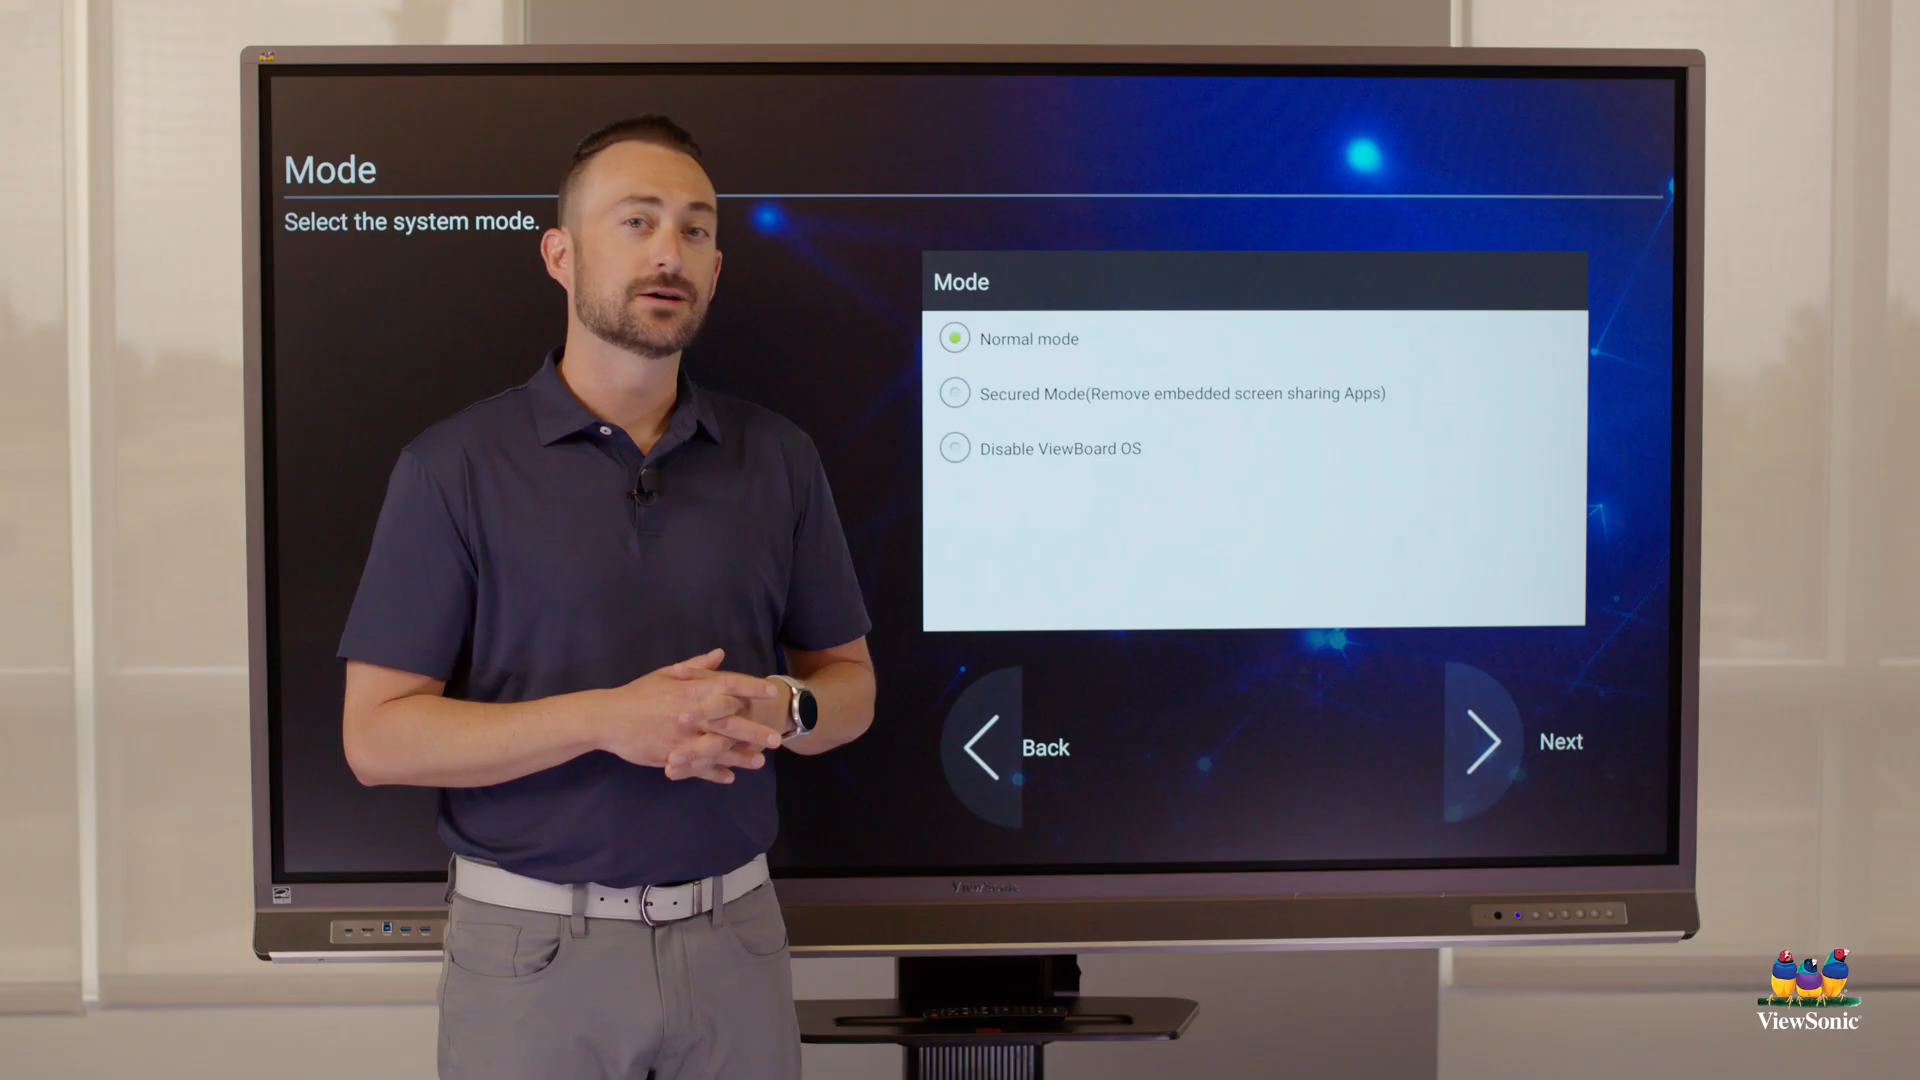 Mode
Select the system mode.
Mode
Normal mode
Secured Mode(Remove embedded screen sharing Apps)
Disable ViewBoard OS
Back
Next
ViewSonic
ViewSonic